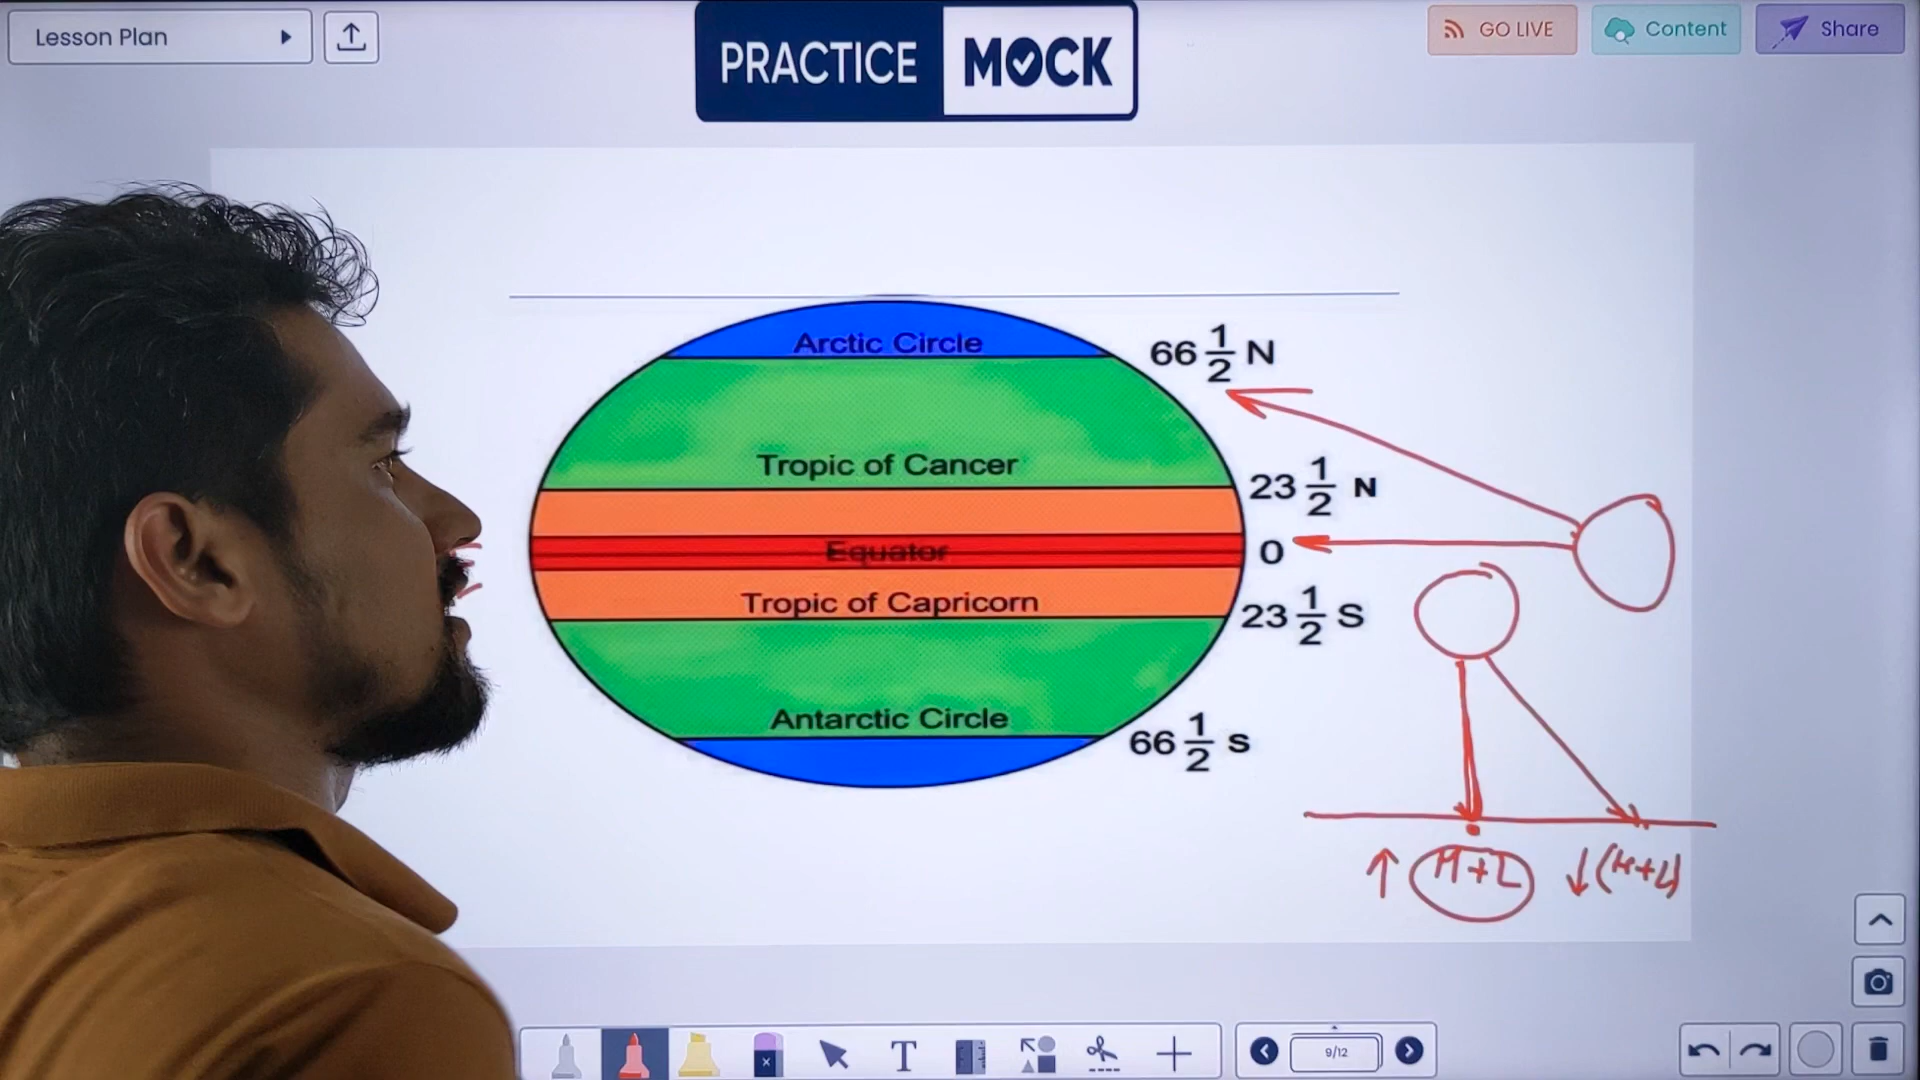 Lesson Plan
PRACTICE MOCK
GO LIVE
Content
Share
Arctic Circle
66 1/2 N
Tropic of Cancer
23 1/2 N
Equator
0
Tropic of Capricorn
23 1/2 S
Antarctic Circle
66 1/2 S
↑ (H+L) ↓ (H+L)
T
9/12